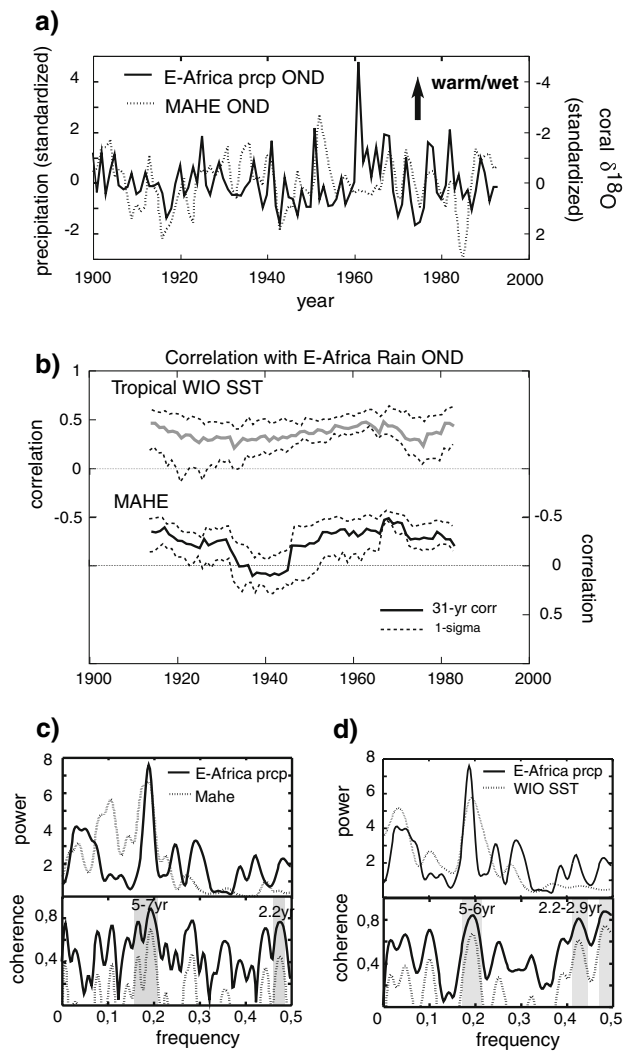 a)
E-Africa prcp OND
MAHE OND
warm/wet
precipitation (standardized)
4
2
0
-2
-4
-2
0
2
coral δ18O
(standardized)
1900 1920 1940 1960 1980 2000
year
b)
Correlation with E-Africa Rain OND
Tropical WIO SST
MAHE
correlation
1
0.5
0
-0.5
-0.5
0
0.5
correlation
31-yr corr
1-sigma
1900 1920 1940 1960 1980 2000
c)
E-Africa prcp
Mahe
power
8
6
4
2
5-7yr
2.2yr
coherence
0,8
0,4
0 0,1 0,2 0,3 0,4 0,5
frequency
d)
E-Africa prcp
WIO SST
power
8
6
4
2
5-6yr
2.2-2.9yr
coherence
0,8
0,4
0 0,1 0,2 0,3 0,4 0,5
frequency